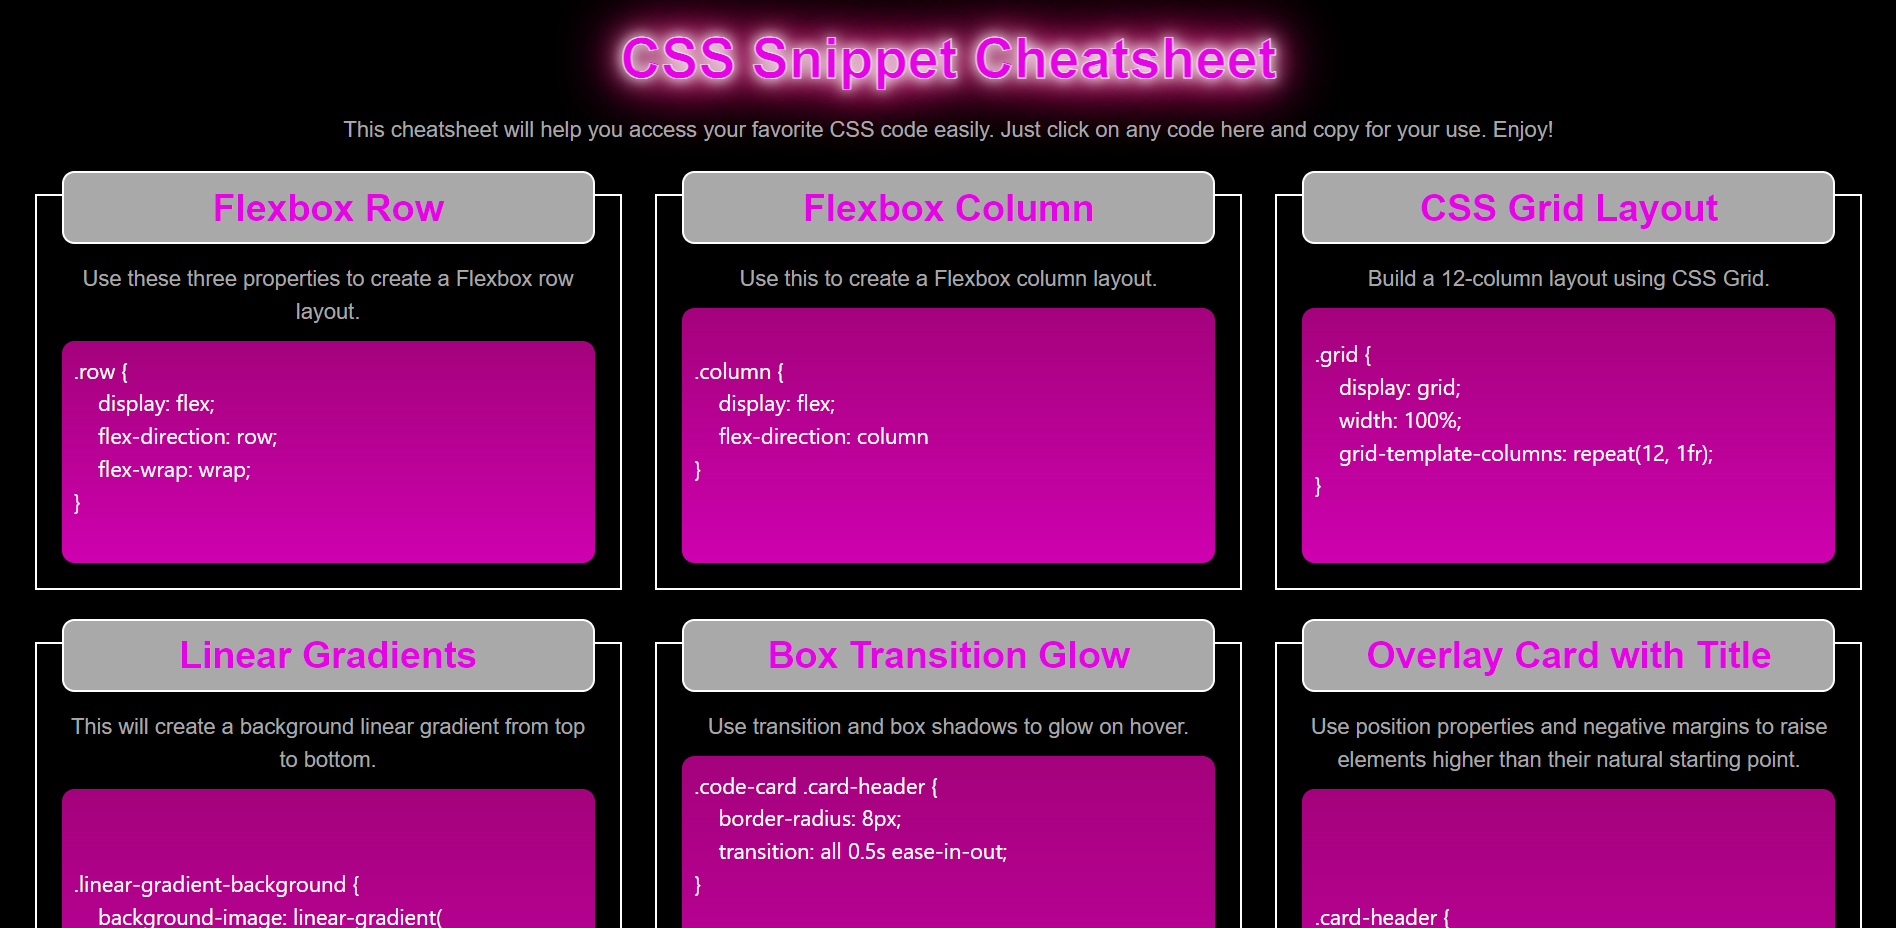 CSS Snippet Cheatsheet
This cheatsheet will help you access your favorite CSS code easily. Just click on any code here and copy for your use. Enjoy!
Flexbox Row
Use these three properties to create a Flexbox row
layout.
.row {
display: flex;
flex-direction: row;
flex-wrap: wrap;
}
Flexbox Column
Use this to create a Flexbox column layout.
.column {
display: flex;
flex-direction: column
}
CSS Grid Layout
Build a 12-column layout using CSS Grid.
.grid {
display: grid;
width: 100%;
grid-template-columns: repeat(12, 1fr);
}
Linear Gradients
This will create a background linear gradient from top
to bottom.
.linear-gradient-background {
background-image: linear-gradient(
Box Transition Glow
Use transition and box shadows to glow on hover.
.code-card .card-header {
border-radius: 8px;
transition: all 0.5s ease-in-out;
}
Overlay Card with Title
Use position properties and negative margins to raise
elements higher than their natural starting point.
.card-header {